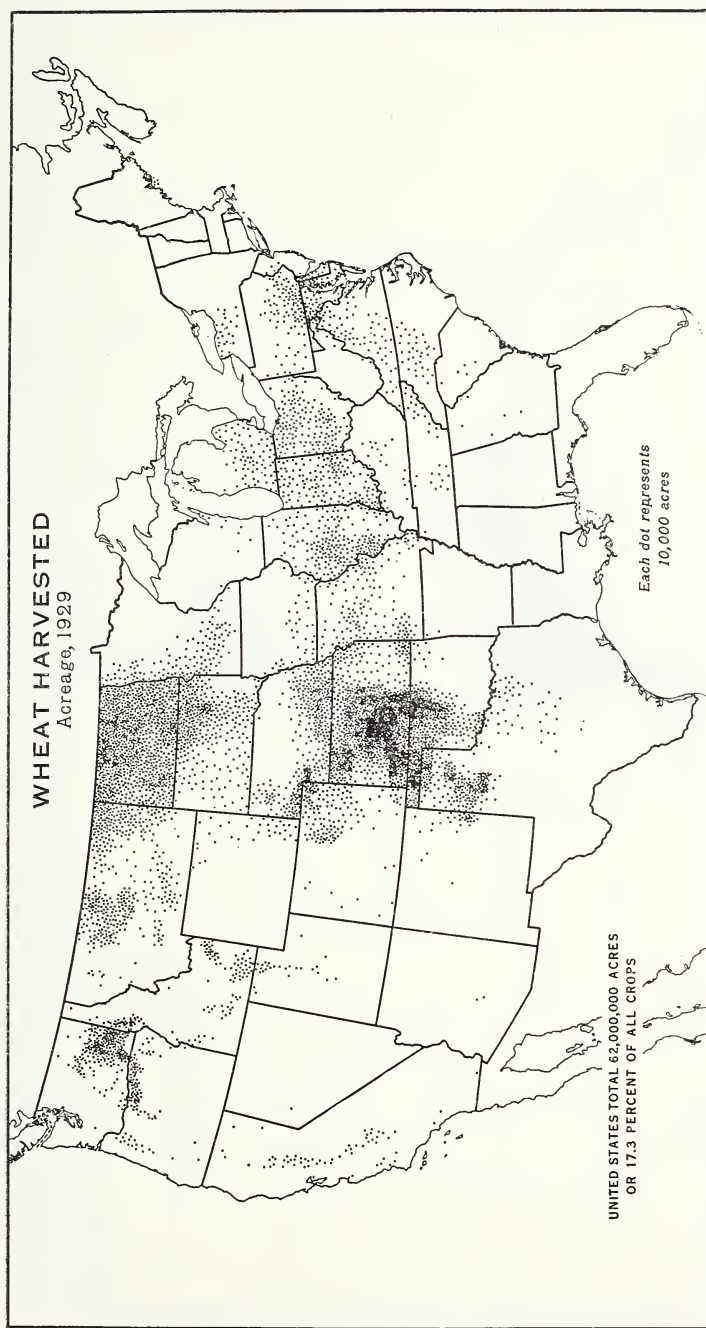 WHEAT HARVESTED
Acreage, 1929
Each dot represents
10,000 acres
UNITED STATES TOTAL 62,000,000 ACRES
OR 17.3 PERCENT OF ALL CROPS